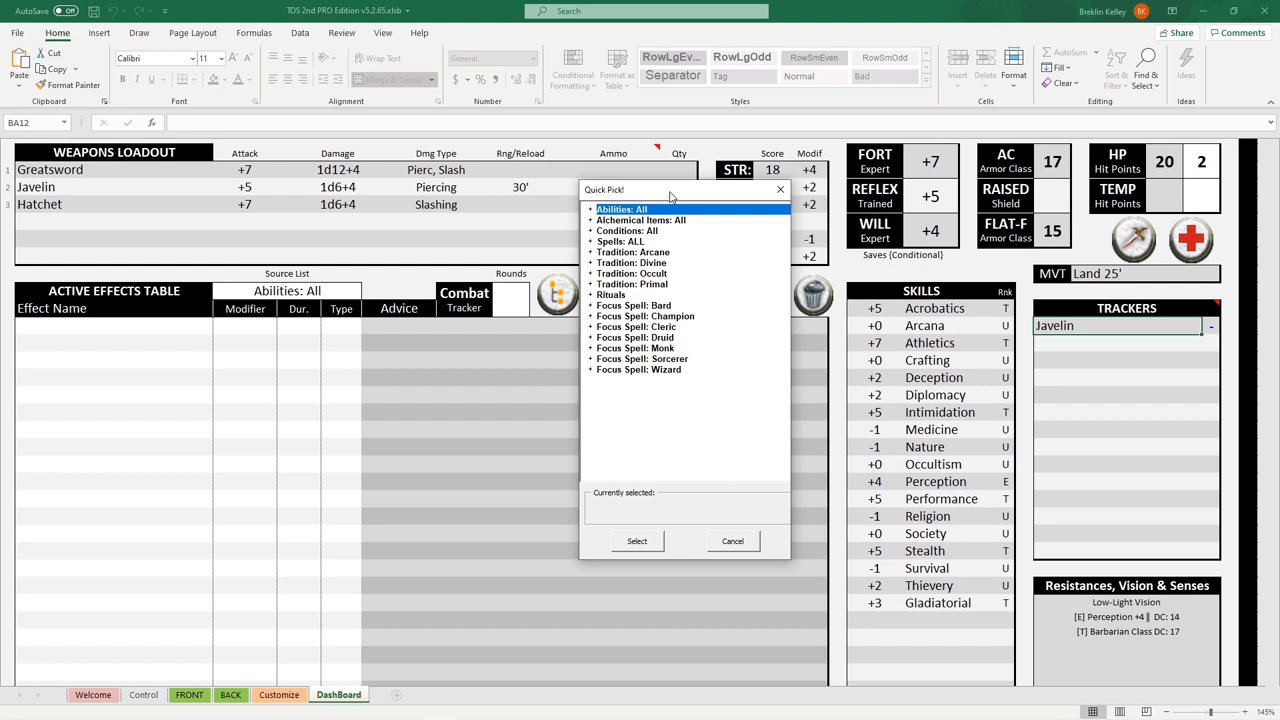 AutoSave Off TOS 2nd PRO Edition v5.2.65.xlsb Search Breklin Kelley BK
File Home Insert Draw Page Layout Formulas Data Review View Help Share Comments
Paste Cut Copy Format Painter Calibri 11 Wrap Text Merge & Center General Conditional Formatting Format as Table RowLgEv... RowLgOdd RowSmEven RowSmOdd Separator Tag Normal Bad Insert Delete Format AutoSum Fill Clear Sort & Filter Find & Select Ideas
Clipboard Font Alignment Number Styles Cells Editing Ideas
BA12 fx
WEAPONS LOADOUT Attack Damage Dmg Type Rng/Reload Ammo Qty
1 Greatsword +7 1d12+4 Pierc, Slash
2 Javelin +5 1d6+4 Piercing 30'
3 Hatchet +7 1d6+4 Slashing
Score Modif
STR: 18 +4
+2
-1
+2
FORT Expert +7
REFLEX Trained +5
WILL Expert +4
Saves {Conditional}
AC Armor Class 17
RAISED Shield
FLAT-F Armor Class 15
HP Hit Points 20 2
TEMP Hit Points
MVT Land 25'
Source List Rounds
ACTIVE EFFECTS TABLE Abilities: All Combat Tracker
Effect Name Modifier Dur. Type Advice
Quick Pick!
+ Abilities: All
+ Alchemical Items: All
+ Conditions: All
+ Spells: ALL
+ Tradition: Arcane
+ Tradition: Divine
+ Tradition: Occult
+ Tradition: Primal
+ Rituals
+ Focus Spell: Bard
+ Focus Spell: Champion
+ Focus Spell: Cleric
+ Focus Spell: Druid
+ Focus Spell: Monk
+ Focus Spell: Sorcerer
+ Focus Spell: Wizard
Currently selected:
Select Cancel
SKILLS Rnk
+5 Acrobatics T
+0 Arcana U
+7 Athletics T
+0 Crafting U
+2 Deception U
+2 Diplomacy U
+5 Intimidation T
-1 Medicine U
-1 Nature U
+0 Occultism U
+4 Perception E
+5 Performance T
-1 Religion U
+0 Society U
+5 Stealth T
-1 Survival U
+2 Thievery U
+3 Gladiatorial T
TRACKERS
Javelin -
Resistances, Vision & Senses
Low-Light Vision
[E] Perception +4 ‖ DC: 14
[T] Barbarian Class DC: 17
Welcome Control FRONT BACK Customize DashBoard
145%